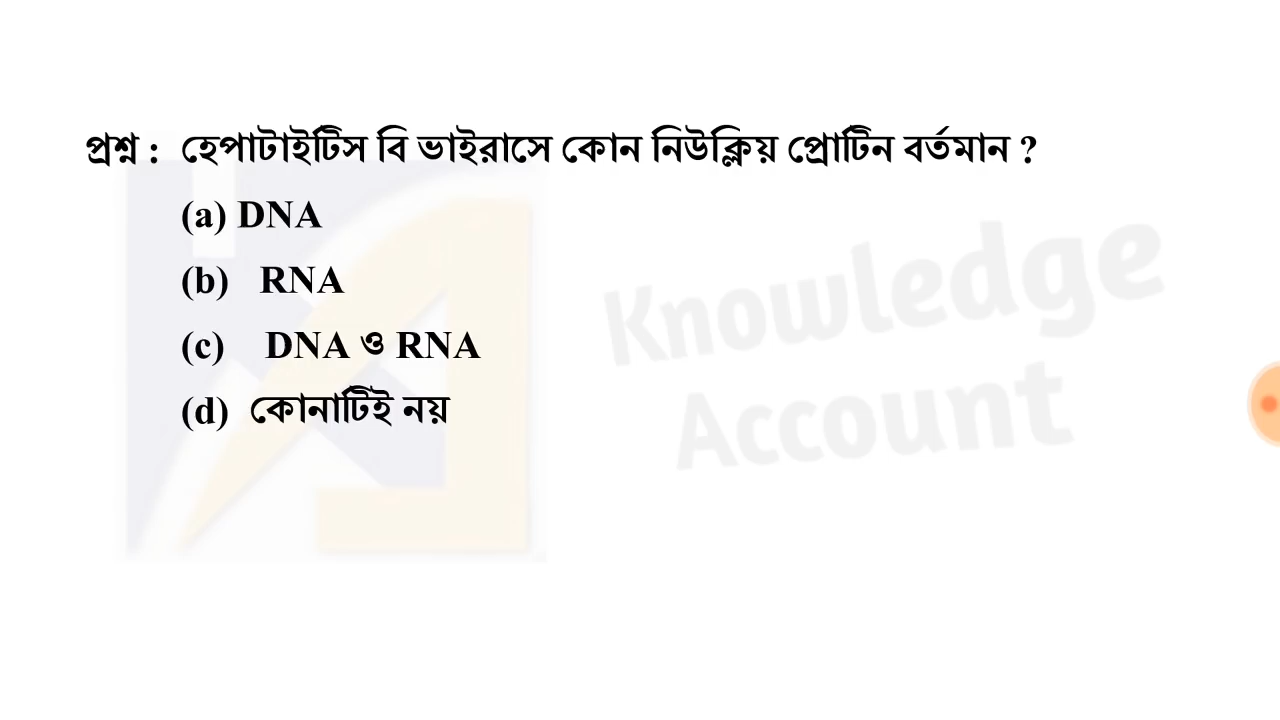 প্রশ্ন : হেপাটাইটিস বি ভাইরাসে কোন নিউক্লিয় প্রোটিন বর্তমান ?
(a) DNA
(b) RNA
(c) DNA ও RNA
(d) কোনাটিই নয়
Knowledge
Account